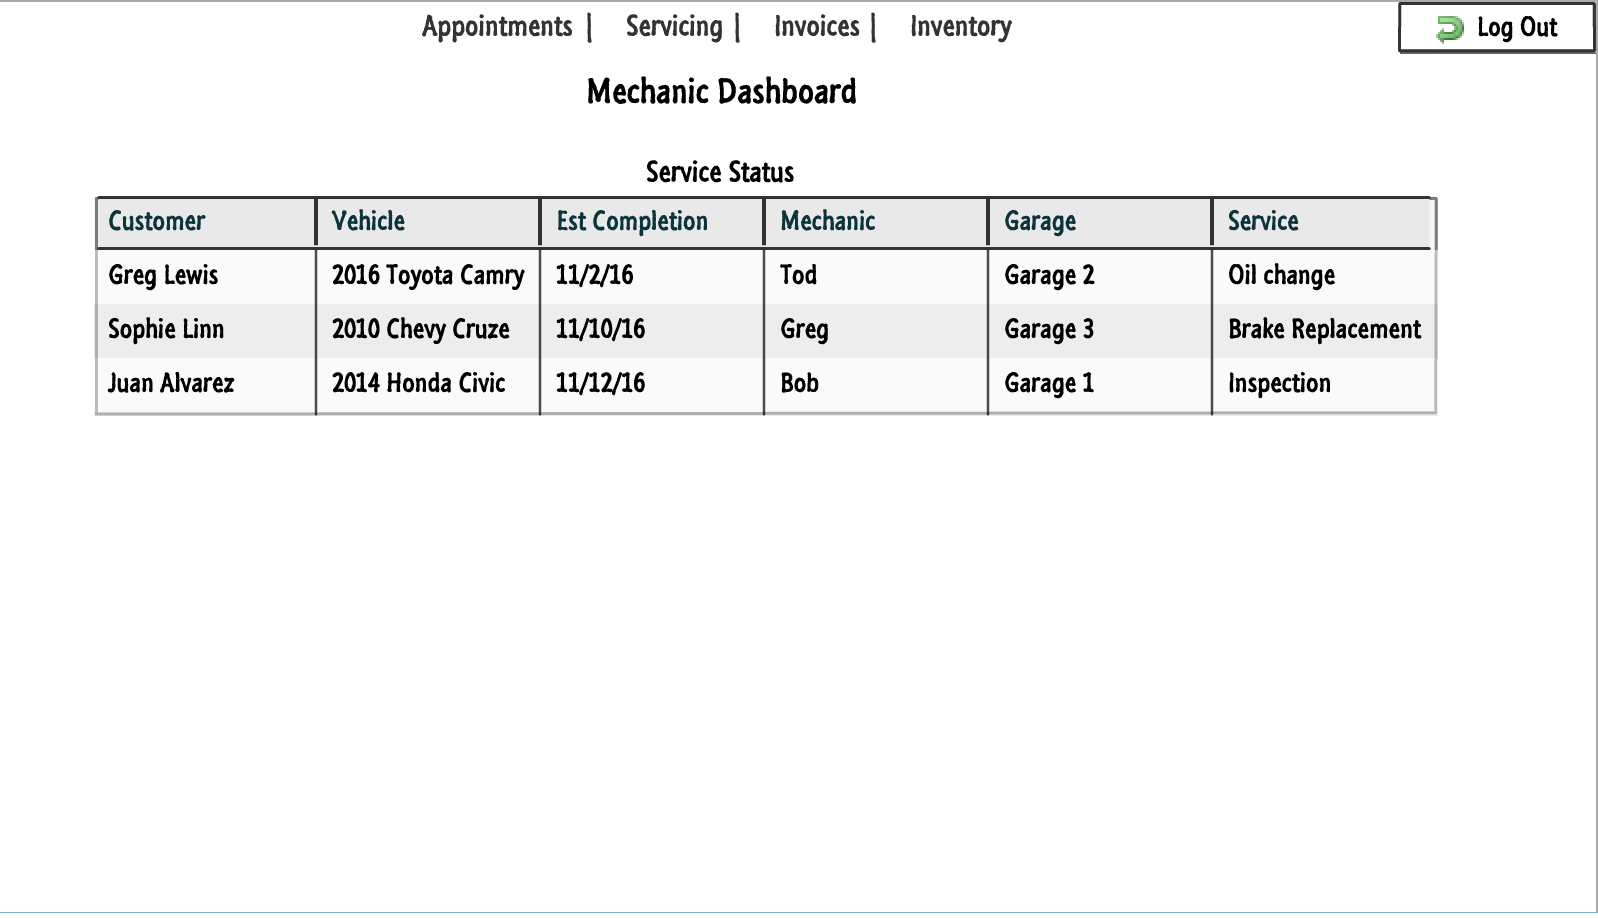 Appointments | Servicing | Invoices | Inventory Log Out
Mechanic Dashboard
Service Status
Customer Vehicle Est Completion Mechanic Garage Service
Greg Lewis 2016 Toyota Camry 11/2/16 Tod Garage 2 Oil change
Sophie Linn 2010 Chevy Cruze 11/10/16 Greg Garage 3 Brake Replacement
Juan Alvarez 2014 Honda Civic 11/12/16 Bob Garage 1 Inspection